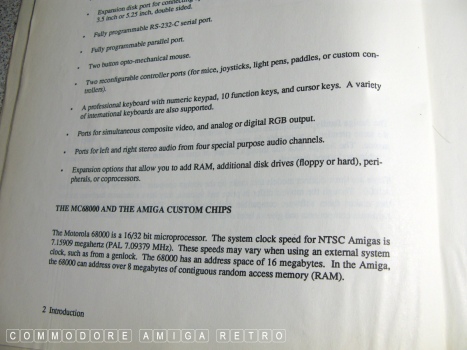 Expansion disk port for connecting
3.5 inch or 5.25 inch, double sided.
• Fully programmable RS-232-C serial port.
• Fully programmable parallel port.
• Two button opto-mechanical mouse.
• Two reconfigurable controller ports (for mice, joysticks, light pens, paddles, or custom con-
trollers).
• A professional keyboard with numeric keypad, 10 function keys, and cursor keys. A variety
of international keyboards are also supported.
• Ports for simultaneous composite video, and analog or digital RGB output.
• Ports for left and right stereo audio from four special purpose audio channels.
• Expansion options that allow you to add RAM, additional disk drives (floppy or hard), peri-
pherals, or coprocessors.
THE MC68000 AND THE AMIGA CUSTOM CHIPS
The Motorola 68000 is a 16/32 bit microprocessor. The system clock speed for NTSC Amigas is
7.15909 megahertz (PAL 7.09379 MHz). These speeds may vary when using an external system
clock, such as from a genlock. The 68000 has an address space of 16 megabytes. In the Amiga,
the 68000 can address over 8 megabytes of contiguous random access memory (RAM).
2 Introduction
COMMODORE AMIGA RETRO